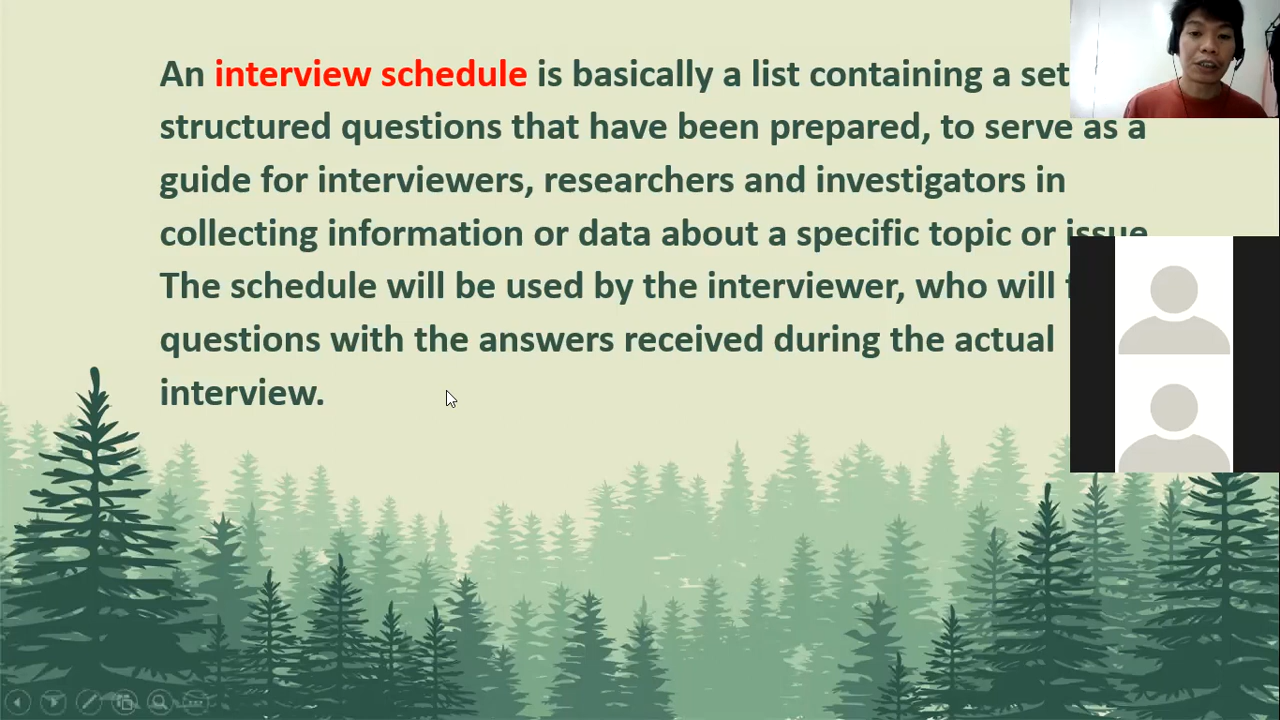 An interview schedule is basically a list containing a set
structured questions that have been prepared, to serve as a
guide for interviewers, researchers and investigators in
collecting information or data about a specific topic or issue
The schedule will be used by the interviewer, who will
questions with the answers received during the actual
interview.